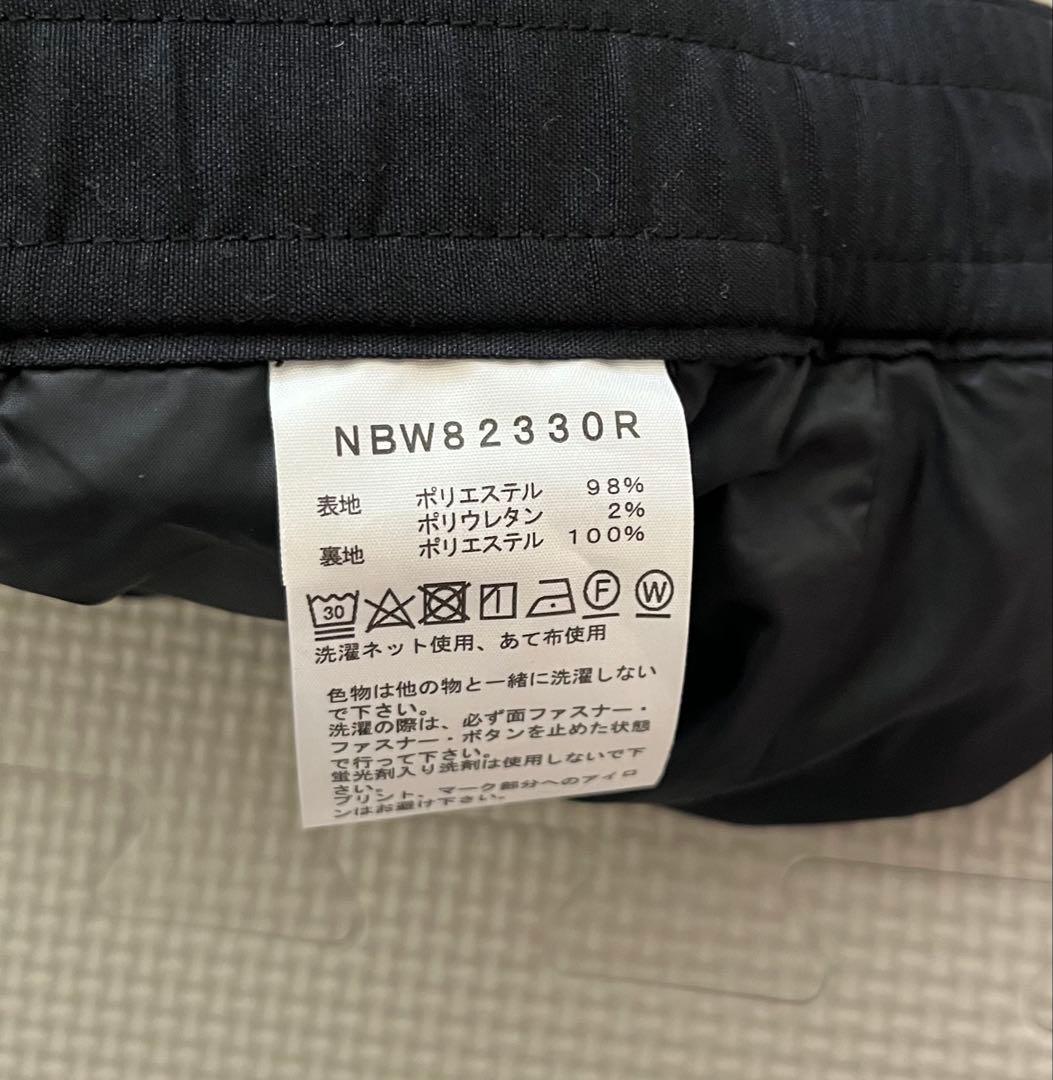 NBW82330R
表地 ポリエステル 98%
ポリウレタン 2%
裏地 ポリエステル 100%
30 F W
洗濯ネット使用、あて布使用
色物は他の物と一緒に洗濯しない
で下さい。
洗濯の際は、必ず面ファスナー・
ファスナー・ボタンを止めた状態
で行って下さい。
蛍光剤入り洗剤は使用しないで下
さい。
プリント、マーク部分へのアイロ
ンはお避け下さい。